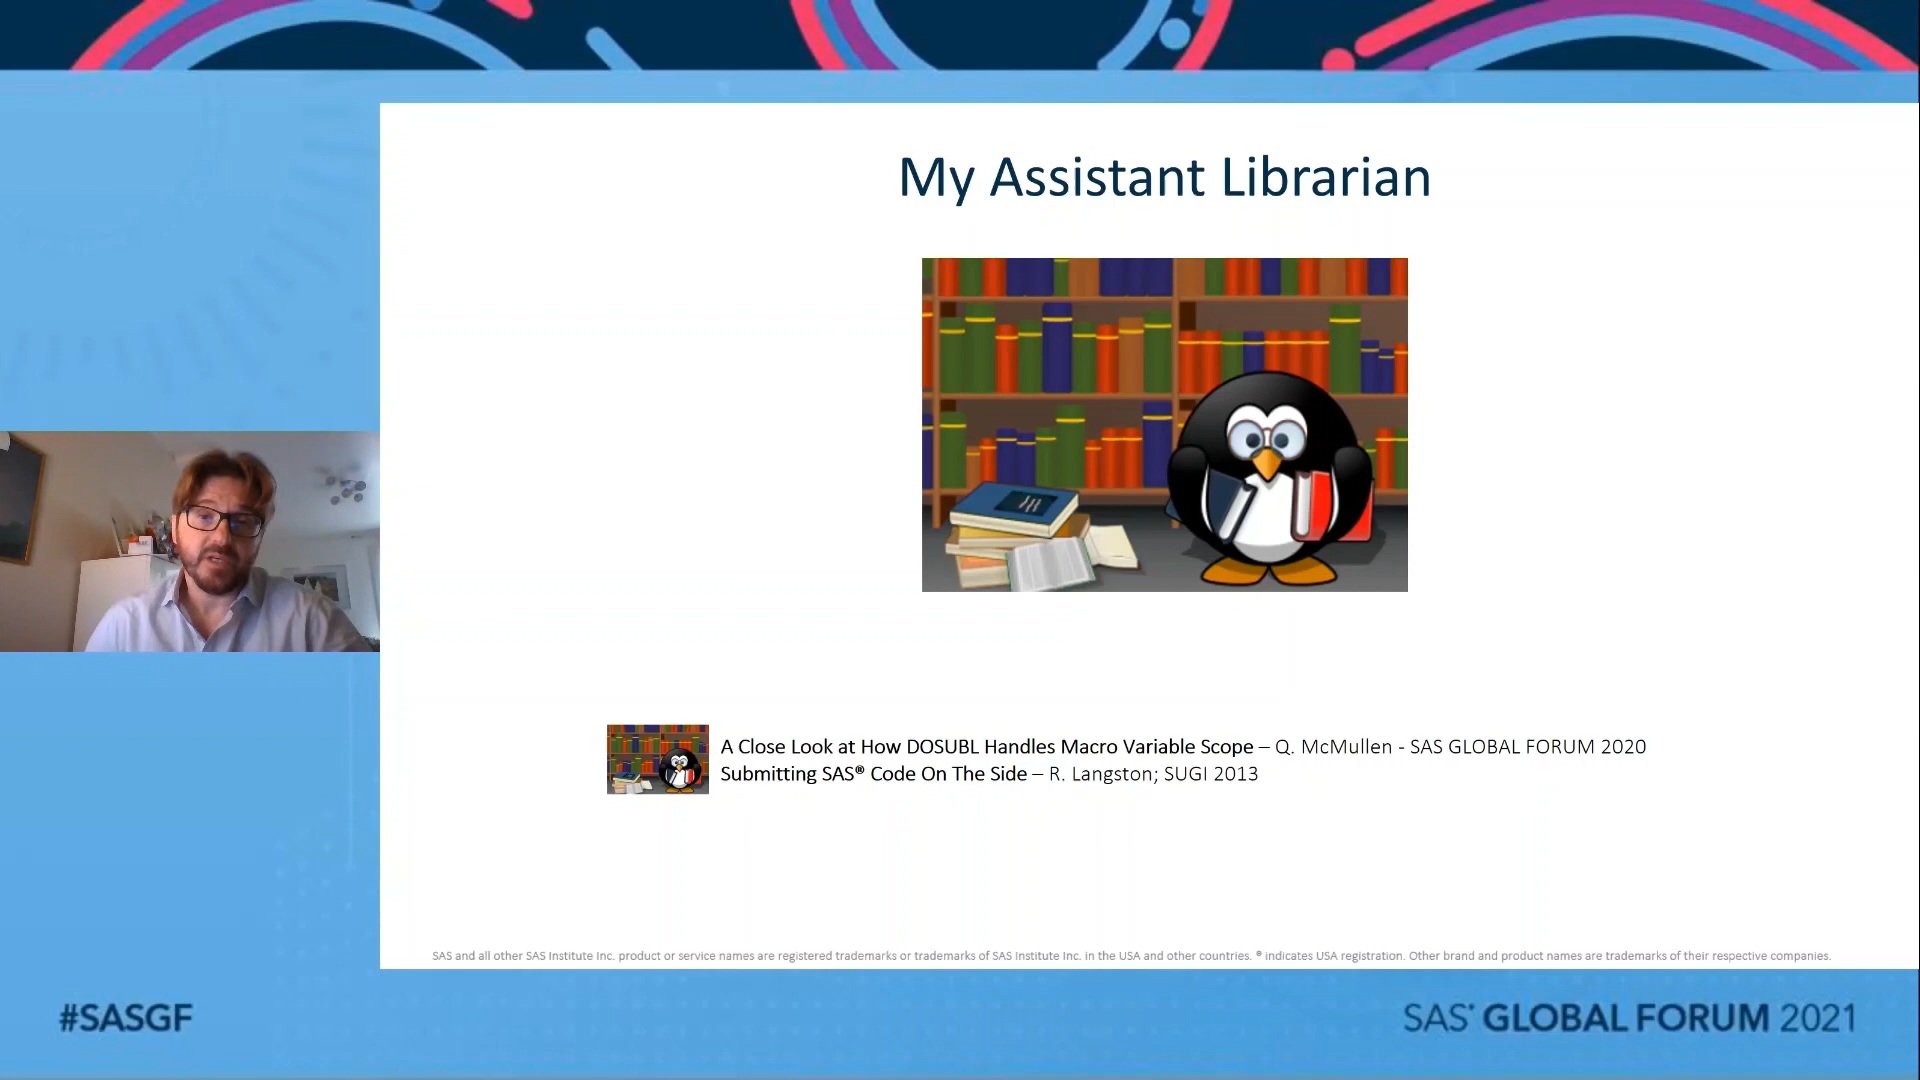 My Assistant Librarian
A Close Look at How DOSUBL Handles Macro Variable Scope – Q. McMullen - SAS GLOBAL FORUM 2020
Submitting SAS® Code On The Side – R. Langston; SUGI 2013
SAS and all other SAS Institute Inc. product or service names are registered trademarks or trademarks of SAS Institute Inc. in the USA and other countries. ® indicates USA registration. Other brand and product names are trademarks of their respective companies.
#SASGF
SAS® GLOBAL FORUM 2021